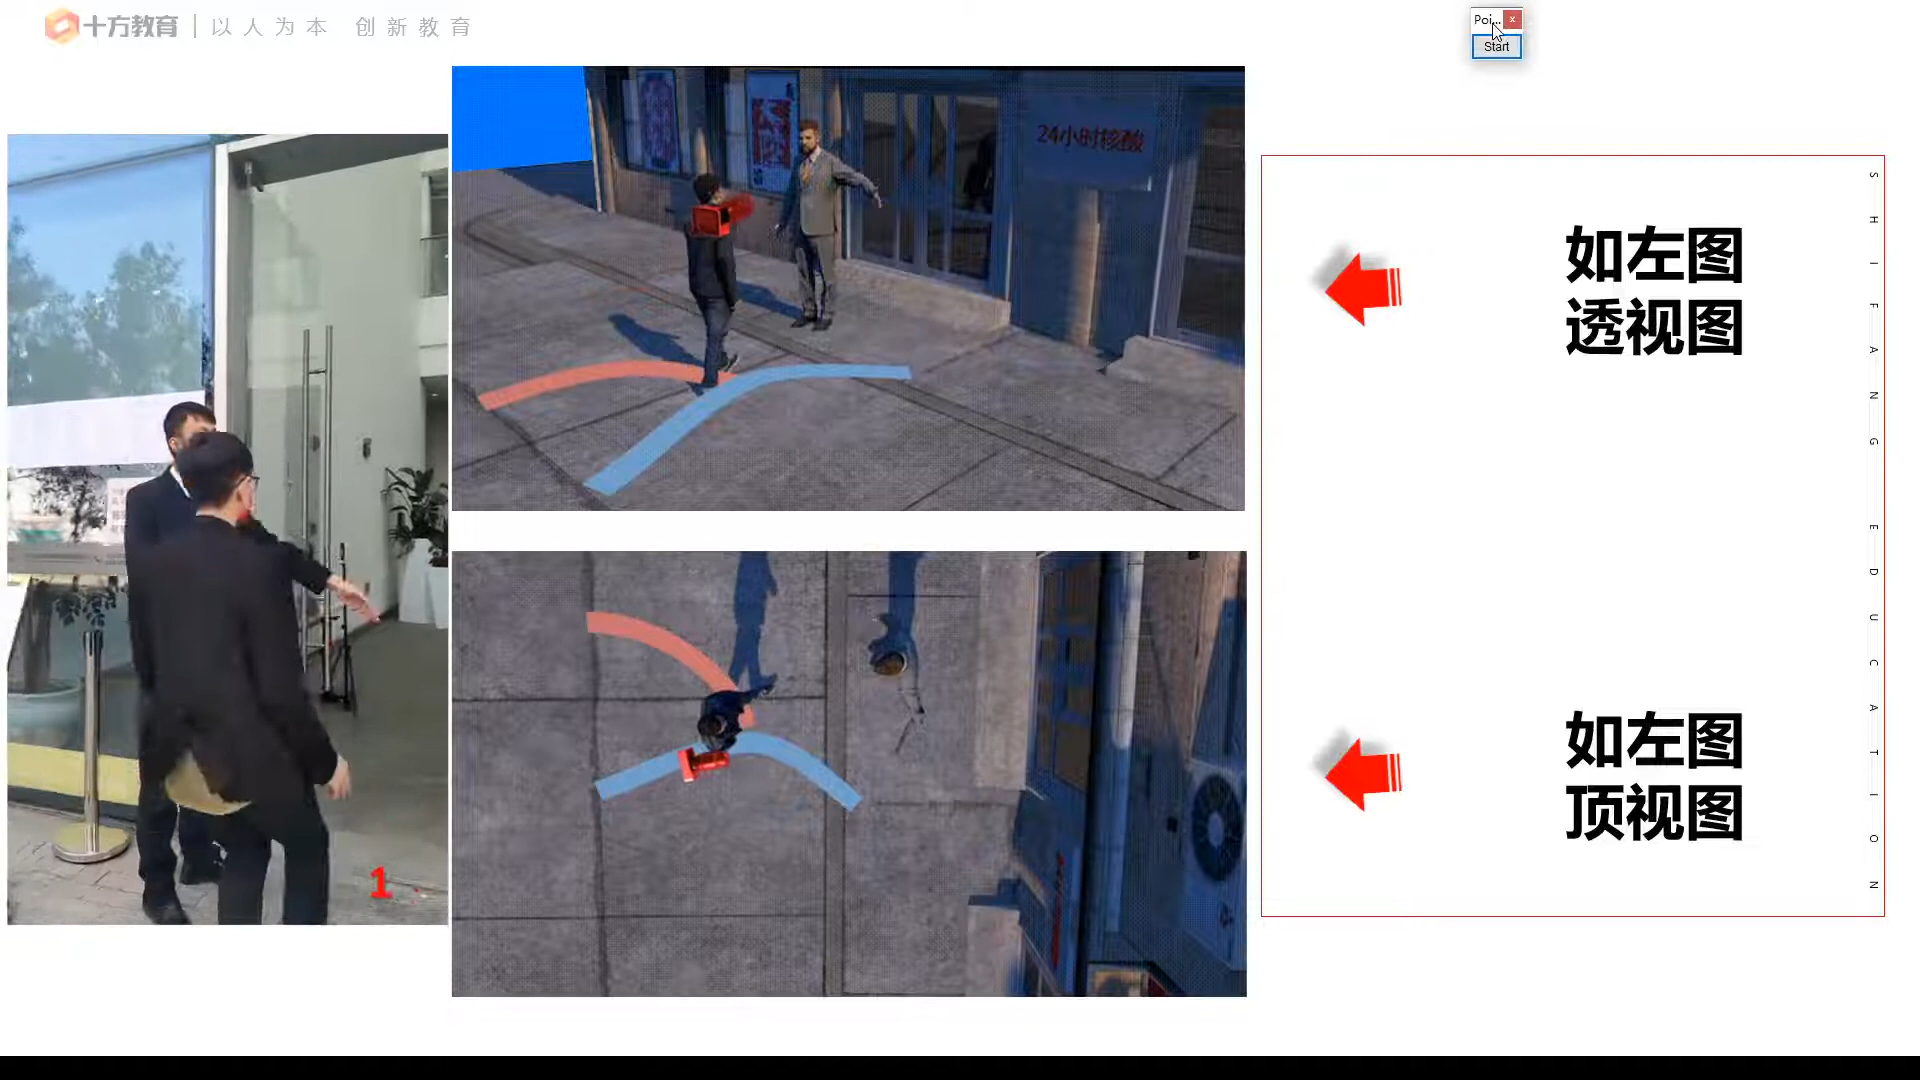 十方教育 | 以人为本 创新教育
Poi...
x
Start
24小时核酸
如左图
透视图
如左图
顶视图
1
SHIFANG EDUCATION